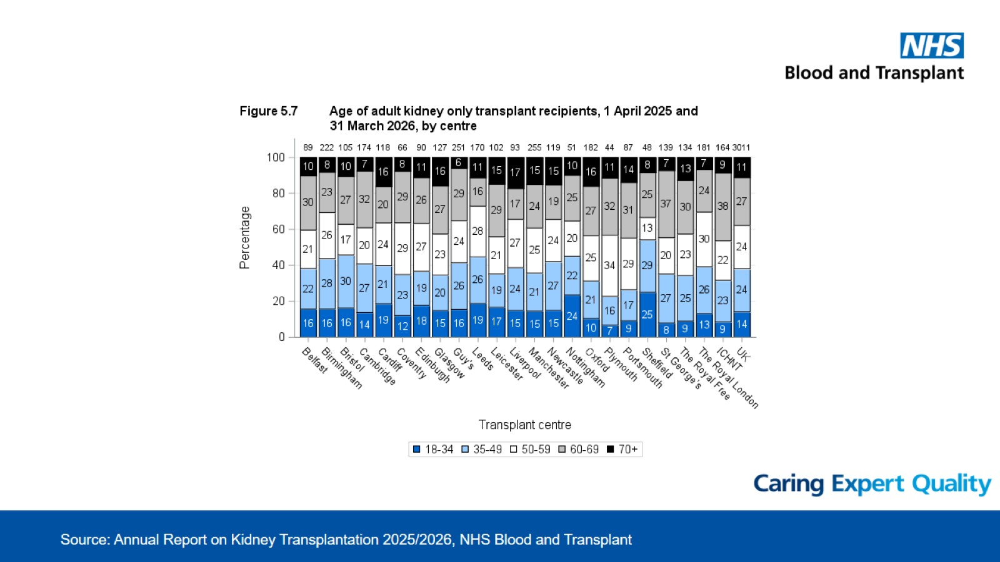 NHS
Blood and Transplant
Figure 5.7 Age of adult kidney only transplant recipients, 1 April 2025 and
31 March 2026, by centre
89 222 105 174 118 66 90 127 251 170 102 93 255 119 51 182 44 87 48 139 134 181 164 3011
Percentage
100
80
60
40
20
0
10 8 10 7 16 8 11 16 6 11 15 17 15 15 10 16 11 14 8 7 13 7 9 11
30 23 27 32 20 29 26 27 29 16 29 17 24 19 25 27 32 31 25 37 30 24 38 27
21 26 17 20 24 29 27 23 24 28 21 27 25 24 20 25 34 29 13 20 23 30 22 24
22 28 30 27 21 23 19 20 26 26 19 24 21 27 22 21 16 17 29 27 25 26 23 24
16 16 16 14 19 12 18 15 16 19 17 15 15 15 24 10 7 9 25 8 9 13 9 14
Belfast
Birmingham
Bristol
Cambridge
Cardiff
Coventry
Edinburgh
Glasgow
Guy's
Leeds
Leicester
Liverpool
Manchester
Newcastle
Nottingham
Oxford
Plymouth
Portsmouth
Sheffield
St George's
The Royal Free
The Royal London
ICHNT
UK
Transplant centre
18-34 35-49 50-59 60-69 70+
Caring Expert Quality
Source: Annual Report on Kidney Transplantation 2025/2026, NHS Blood and Transplant